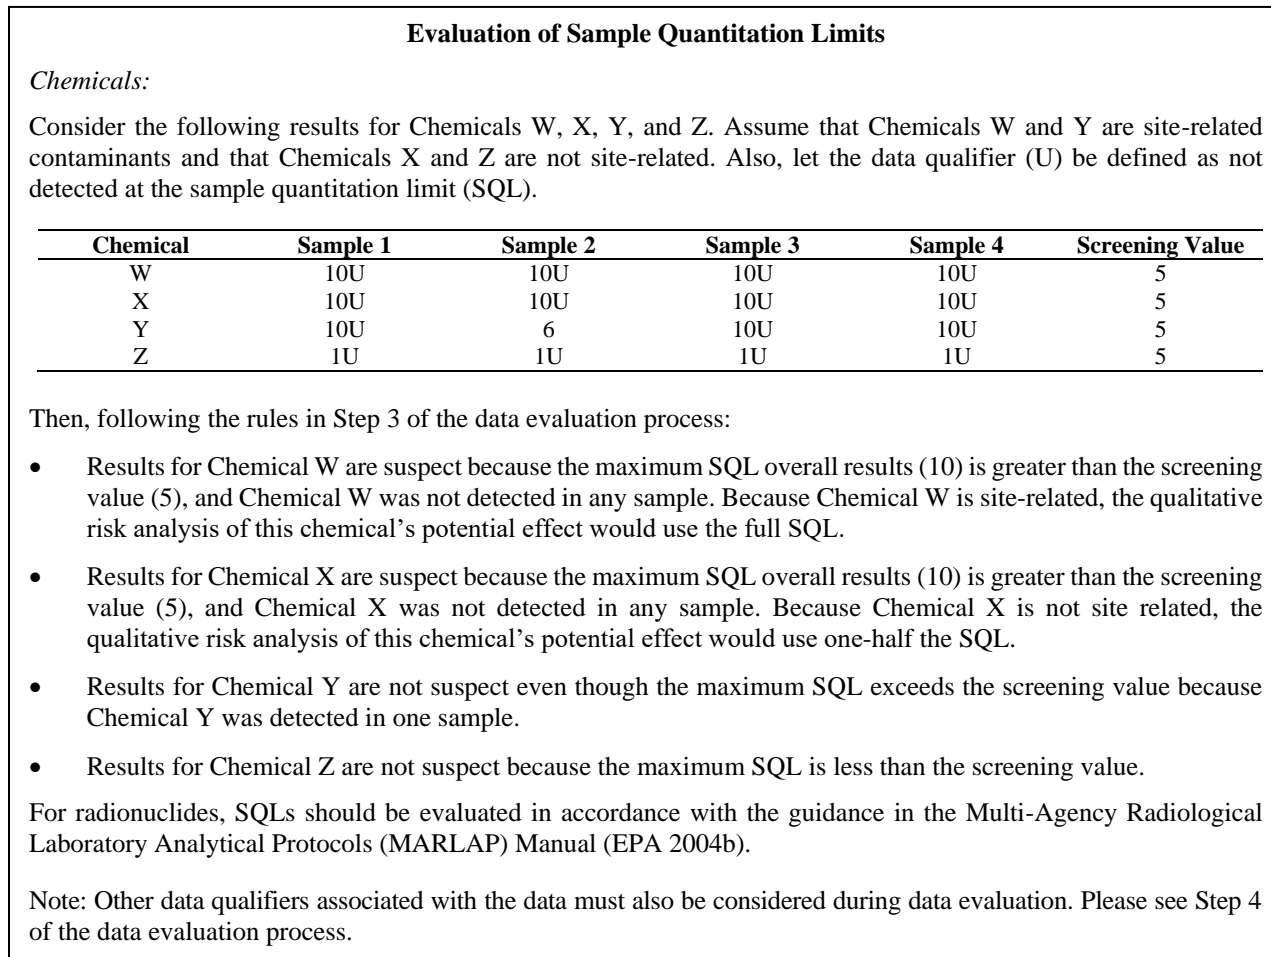 Evaluation of Sample Quantitation Limits
Chemicals:
Consider the following results for Chemicals W, X, Y, and Z. Assume that Chemicals W and Y are site-related
contaminants and that Chemicals X and Z are not site-related. Also, let the data qualifier (U) be defined as not
detected at the sample quantitation limit (SQL).
Chemical Sample 1 Sample 2 Sample 3 Sample 4 Screening Value
W 10U 10U 10U 10U 5
X 10U 10U 10U 10U 5
Y 10U 6 10U 10U 5
Z 1U 1U 1U 1U 5
Then, following the rules in Step 3 of the data evaluation process:
• Results for Chemical W are suspect because the maximum SQL overall results (10) is greater than the screening
value (5), and Chemical W was not detected in any sample. Because Chemical W is site-related, the qualitative
risk analysis of this chemical’s potential effect would use the full SQL.
• Results for Chemical X are suspect because the maximum SQL overall results (10) is greater than the screening
value (5), and Chemical X was not detected in any sample. Because Chemical X is not site related, the
qualitative risk analysis of this chemical’s potential effect would use one-half the SQL.
• Results for Chemical Y are not suspect even though the maximum SQL exceeds the screening value because
Chemical Y was detected in one sample.
• Results for Chemical Z are not suspect because the maximum SQL is less than the screening value.
For radionuclides, SQLs should be evaluated in accordance with the guidance in the Multi-Agency Radiological
Laboratory Analytical Protocols (MARLAP) Manual (EPA 2004b).
Note: Other data qualifiers associated with the data must also be considered during data evaluation. Please see Step 4
of the data evaluation process.